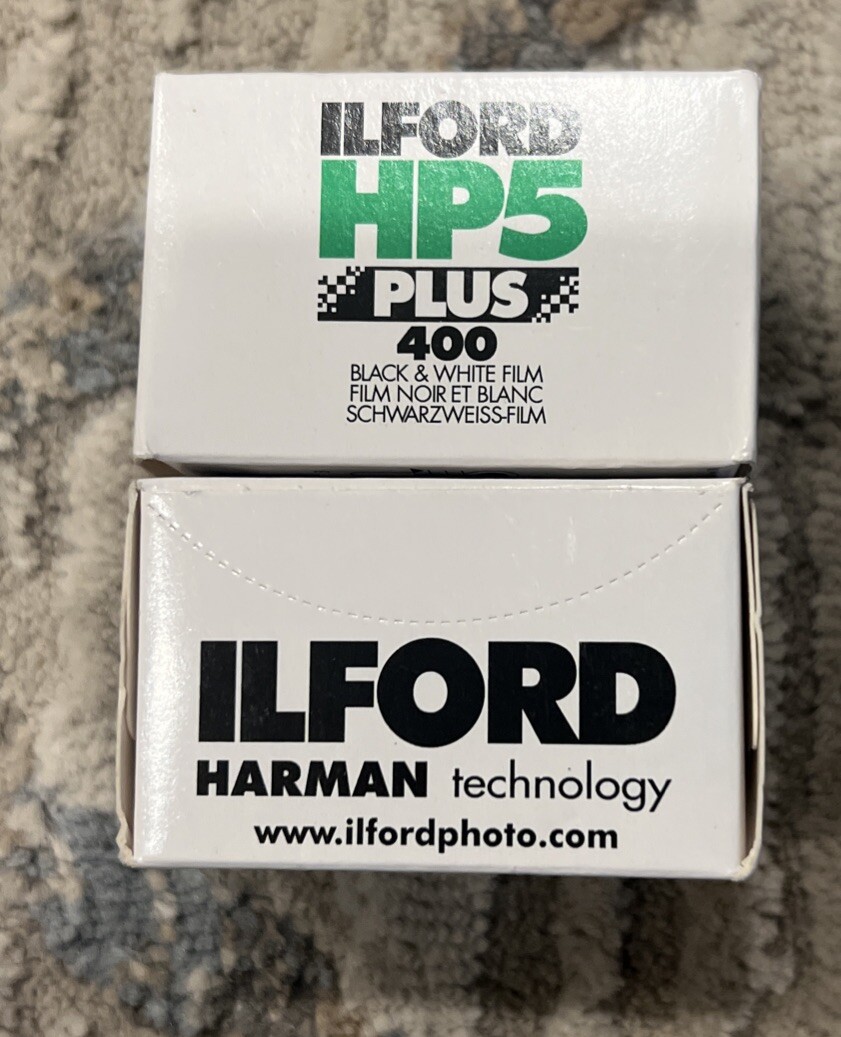 ILFORD
HP5
PLUS
400
BLACK & WHITE FILM
FILM NOIR ET BLANC
SCHWARZWEISS-FILM
ILFORD
HARMAN technology
www.ilfordphoto.com